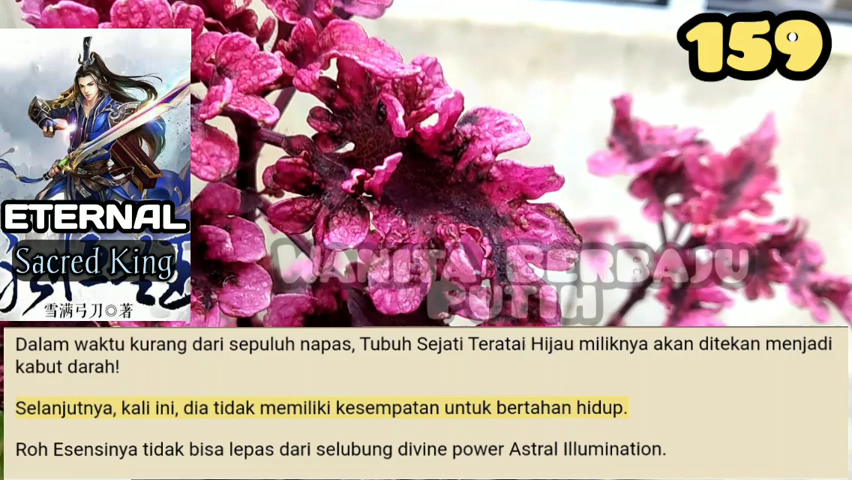 159
ETERNAL
Sacred King
雪满弓刀◎著
Wanita Berbaju
Putih
Dalam waktu kurang dari sepuluh napas, Tubuh Sejati Teratai Hijau miliknya akan ditekan menjadi
kabut darah!
Selanjutnya, kali ini, dia tidak memiliki kesempatan untuk bertahan hidup.
Roh Esensinya tidak bisa lepas dari selubung divine power Astral Illumination.